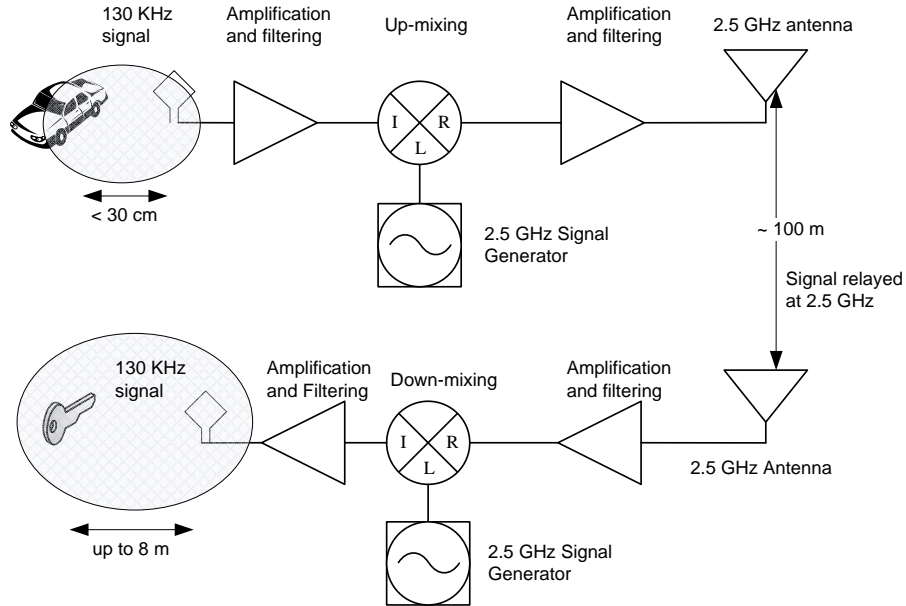 130 KHz
signal
Amplification
and filtering
Up-mixing
Amplification
and filtering
2.5 GHz antenna
I R
L
< 30 cm
2.5 GHz Signal
Generator
~ 100 m
Signal relayed
at 2.5 GHz
130 KHz
signal
Amplification
and Filtering
Down-mixing
Amplification
and filtering
I R
L
2.5 GHz Antenna
up to 8 m
2.5 GHz Signal
Generator